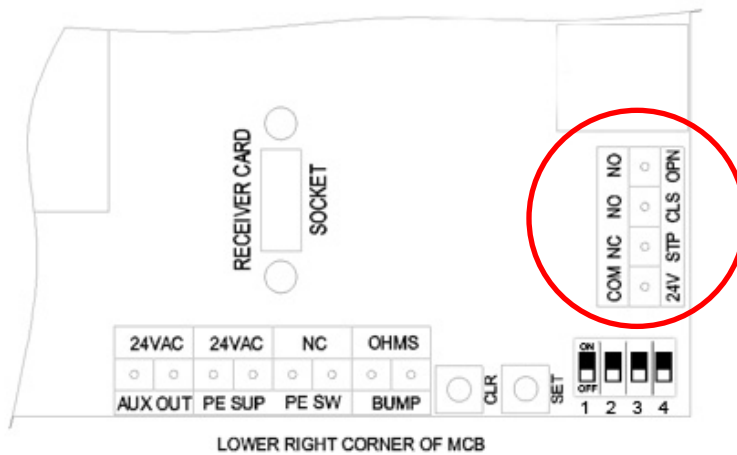 RECEIVER CARD
SOCKET
NO OPN
NO CLS
NC STP
COM 24V
24VAC 24VAC NC OHMS
AUX OUT PE SUP PE SW BUMP
CLR
SET
ON
OFF
1 2 3 4
LOWER RIGHT CORNER OF MCB